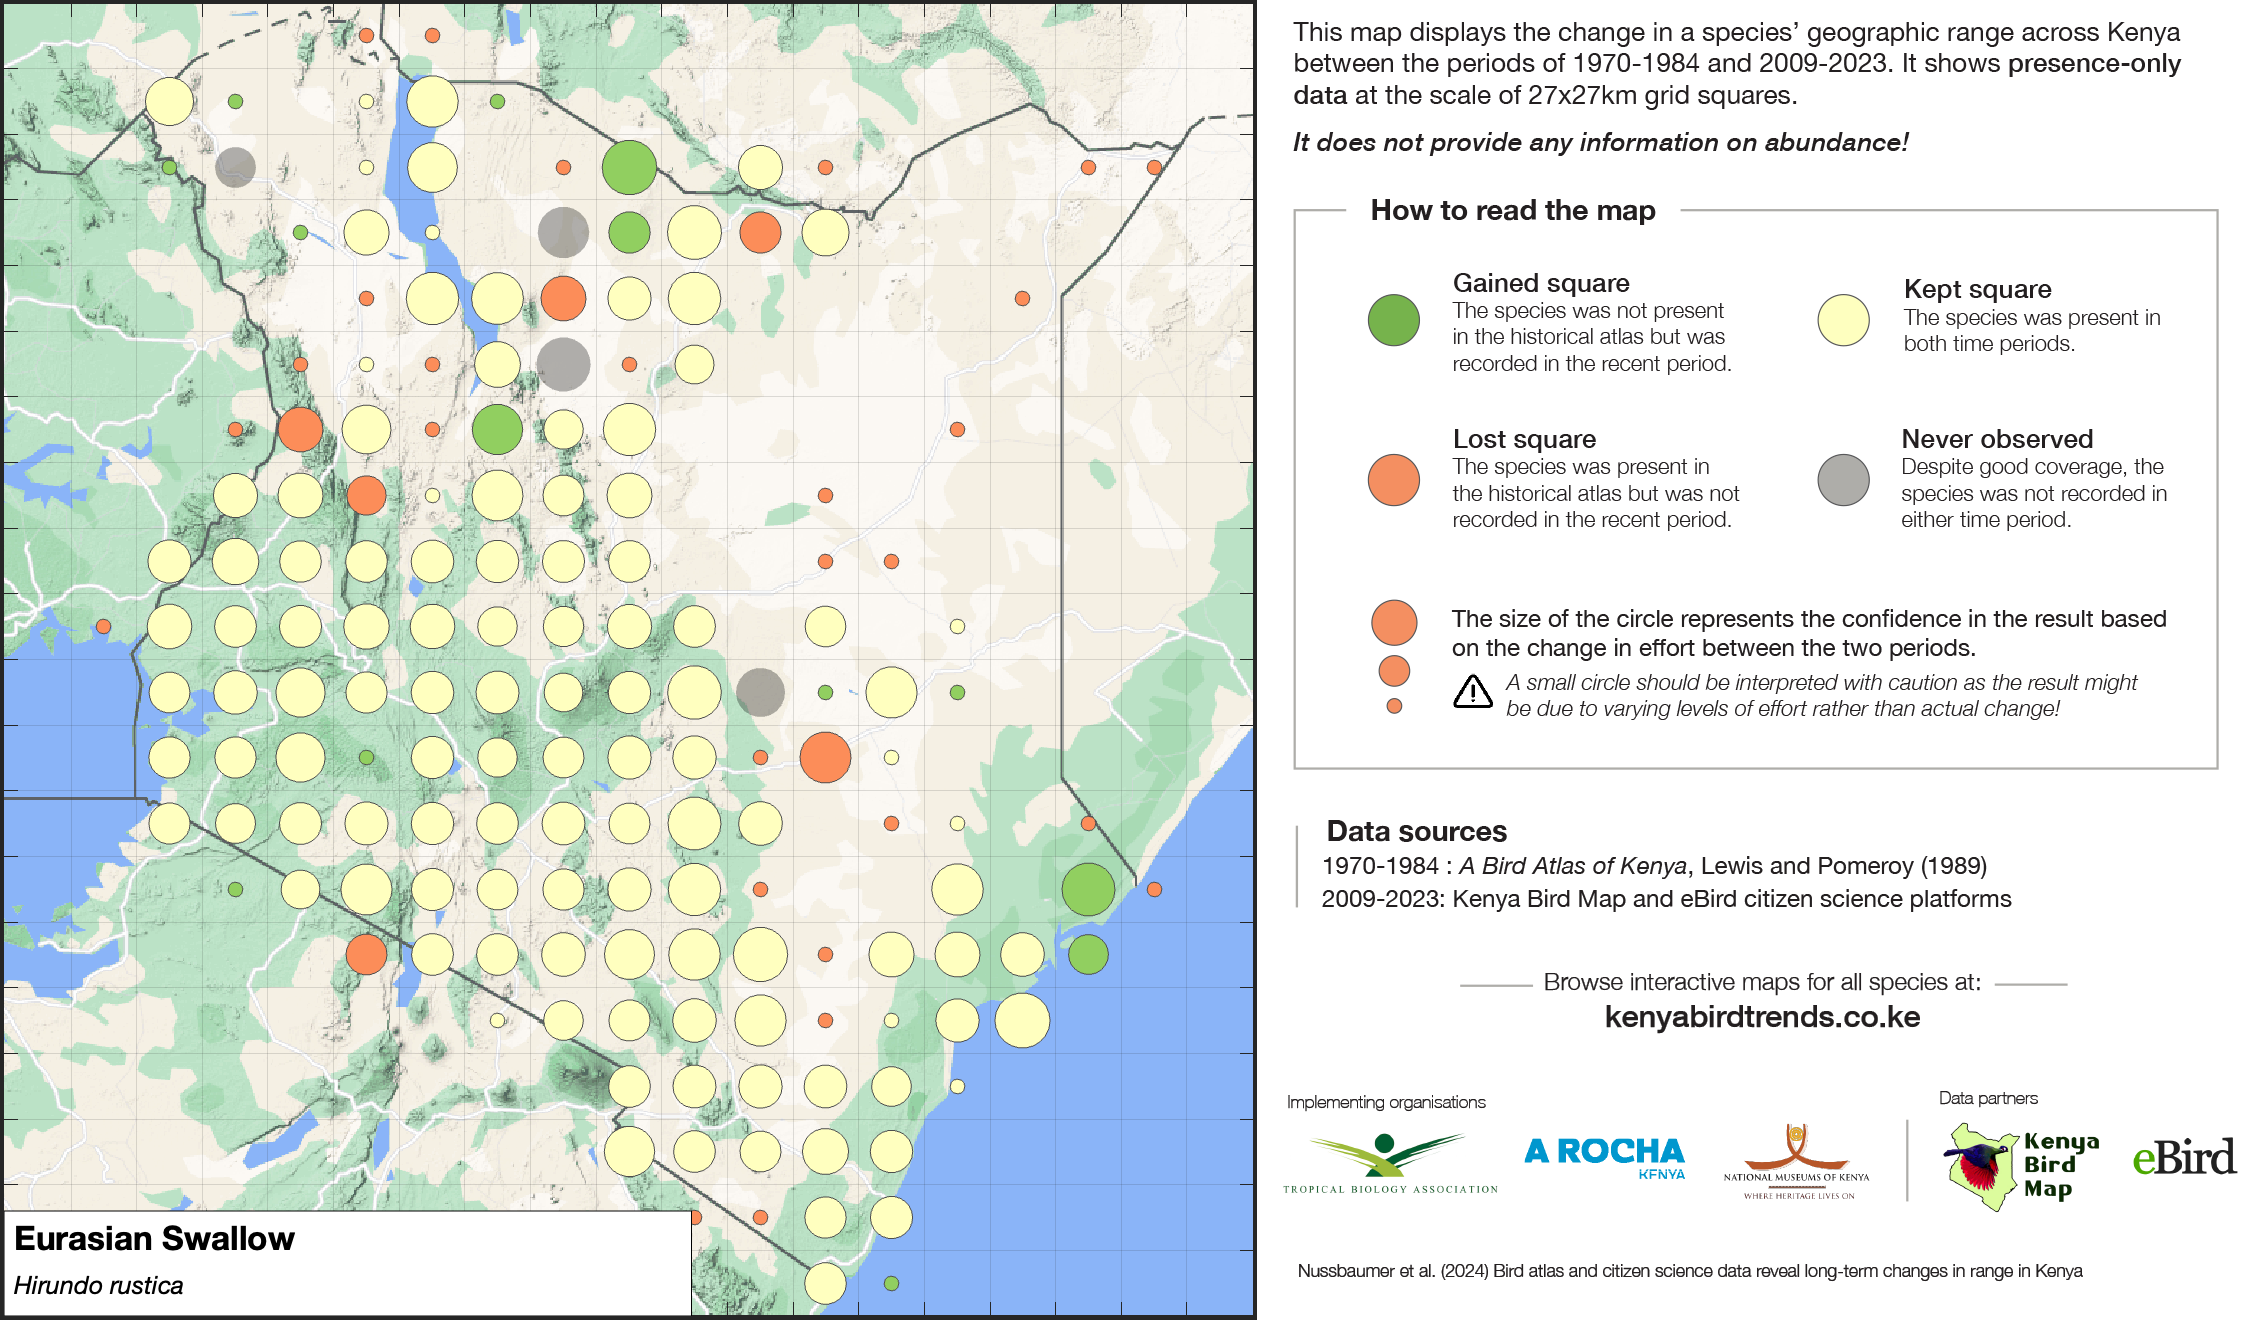 This map displays the change in a species’ geographic range across Kenya
between the periods of 1970-1984 and 2009-2023. It shows presence-only
data at the scale of 27x27km grid squares.
It does not provide any information on abundance!
How to read the map
Gained square
The species was not present
in the historical atlas but was
recorded in the recent period.
Kept square
The species was present in
both time periods.
Lost square
The species was present in
the historical atlas but was not
recorded in the recent period.
Never observed
Despite good coverage, the
species was not recorded in
either time period.
The size of the circle represents the confidence in the result based
on the change in effort between the two periods.
A small circle should be interpreted with caution as the result might
be due to varying levels of effort rather than actual change!
Data sources
1970-1984 : A Bird Atlas of Kenya, Lewis and Pomeroy (1989)
2009-2023: Kenya Bird Map and eBird citizen science platforms
Browse interactive maps for all species at:
kenyabirdtrends.co.ke
Implementing organisations
Data partners
TROPICAL BIOLOGY ASSOCIATION
A ROCHA
KENYA
NATIONAL MUSEUMS OF KENYA
WHERE HERITAGE LIVES ON
Kenya
Bird
Map
eBird
Eurasian Swallow
Hirundo rustica
Nussbaumer et al. (2024) Bird atlas and citizen science data reveal long-term changes in range in Kenya